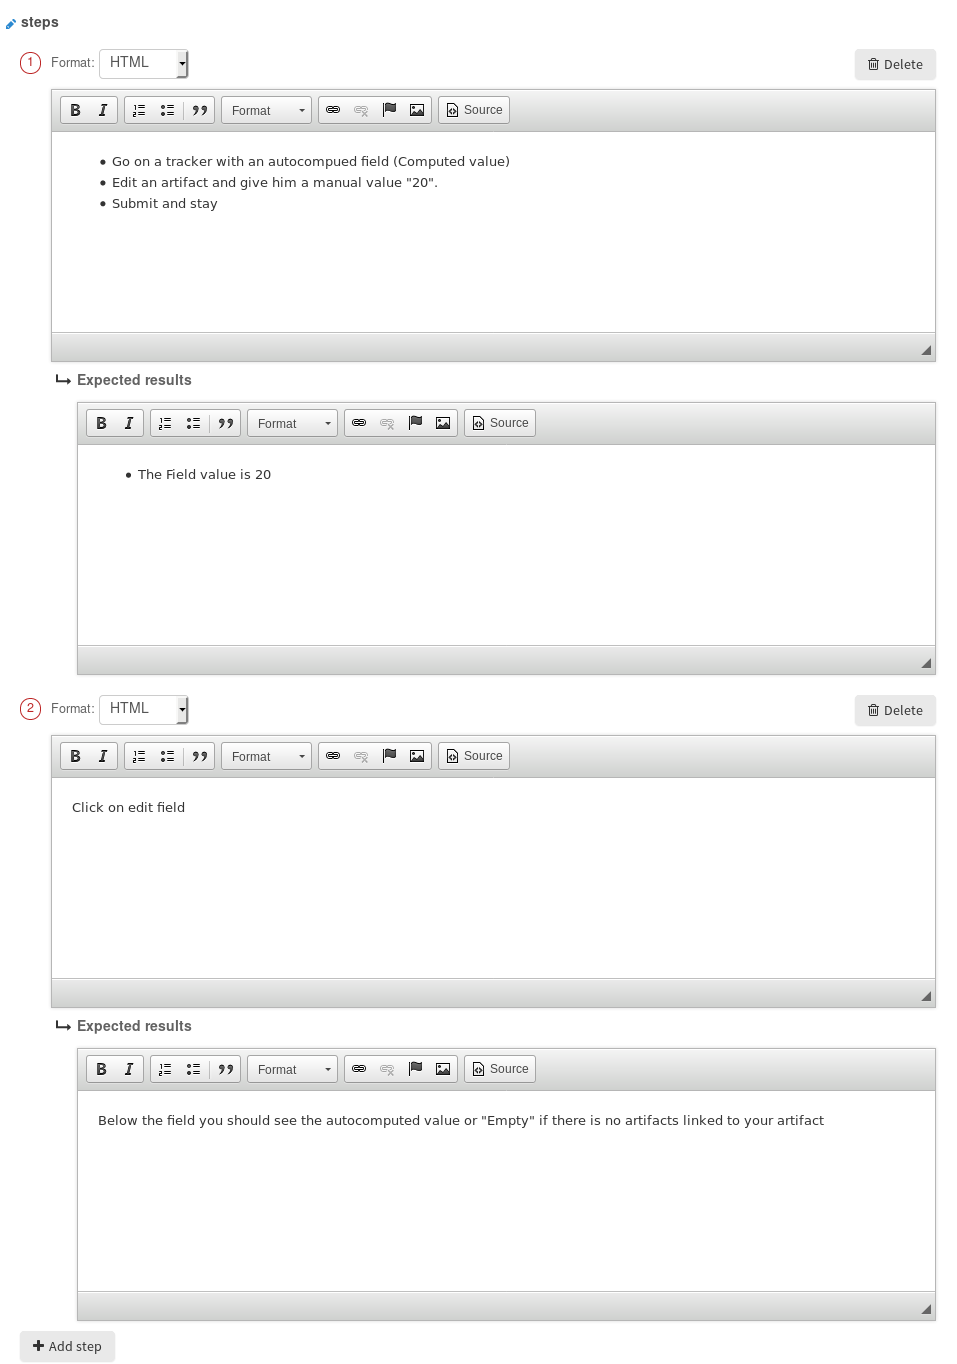 steps
1 Format: HTML Delete
B I Format Source
• Go on a tracker with an autocompued field (Computed value)
• Edit an artifact and give him a manual value "20".
• Submit and stay
Expected results
B I Format Source
• The Field value is 20
2 Format: HTML Delete
B I Format Source
Click on edit field
Expected results
B I Format Source
Below the field you should see the autocomputed value or "Empty" if there is no artifacts linked to your artifact
Add step